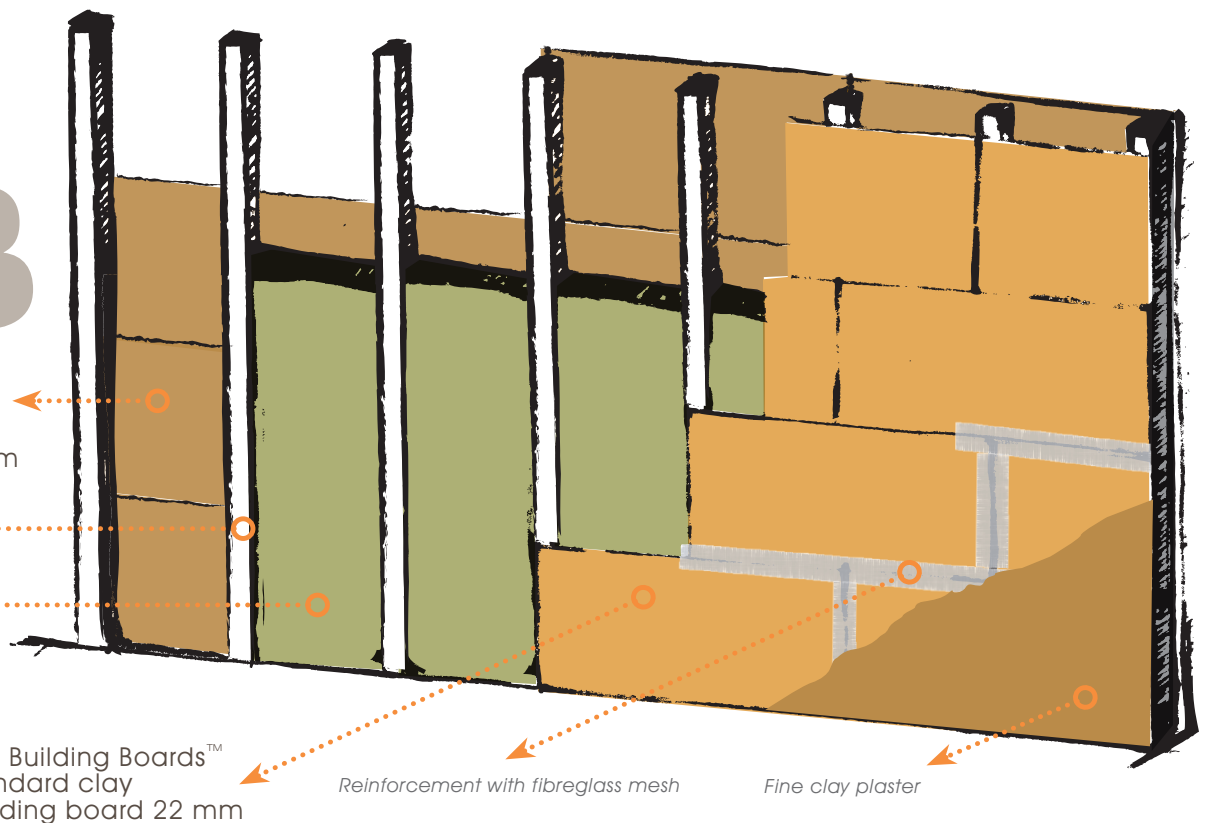 m
Building Boards™
ndard clay
ding board 22 mm
Reinforcement with fibreglass mesh
Fine clay plaster